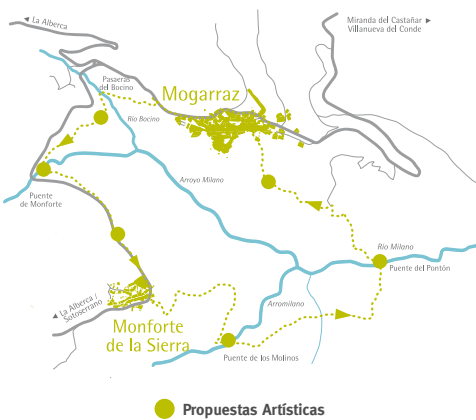 ◄ La Alberca
Miranda del Castañar ►
Villanueva del Conde
Pasaeras
del Bocino
Mogarraz
Río Bocino
Arroyo Milano
Puente
de Monforte
Río Milano
Puente del Pontón
◄ La Alberca /
Sotoserrano
Arromilano
Monforte
de la Sierra
Puente de los Molinos
Propuestas Artísticas